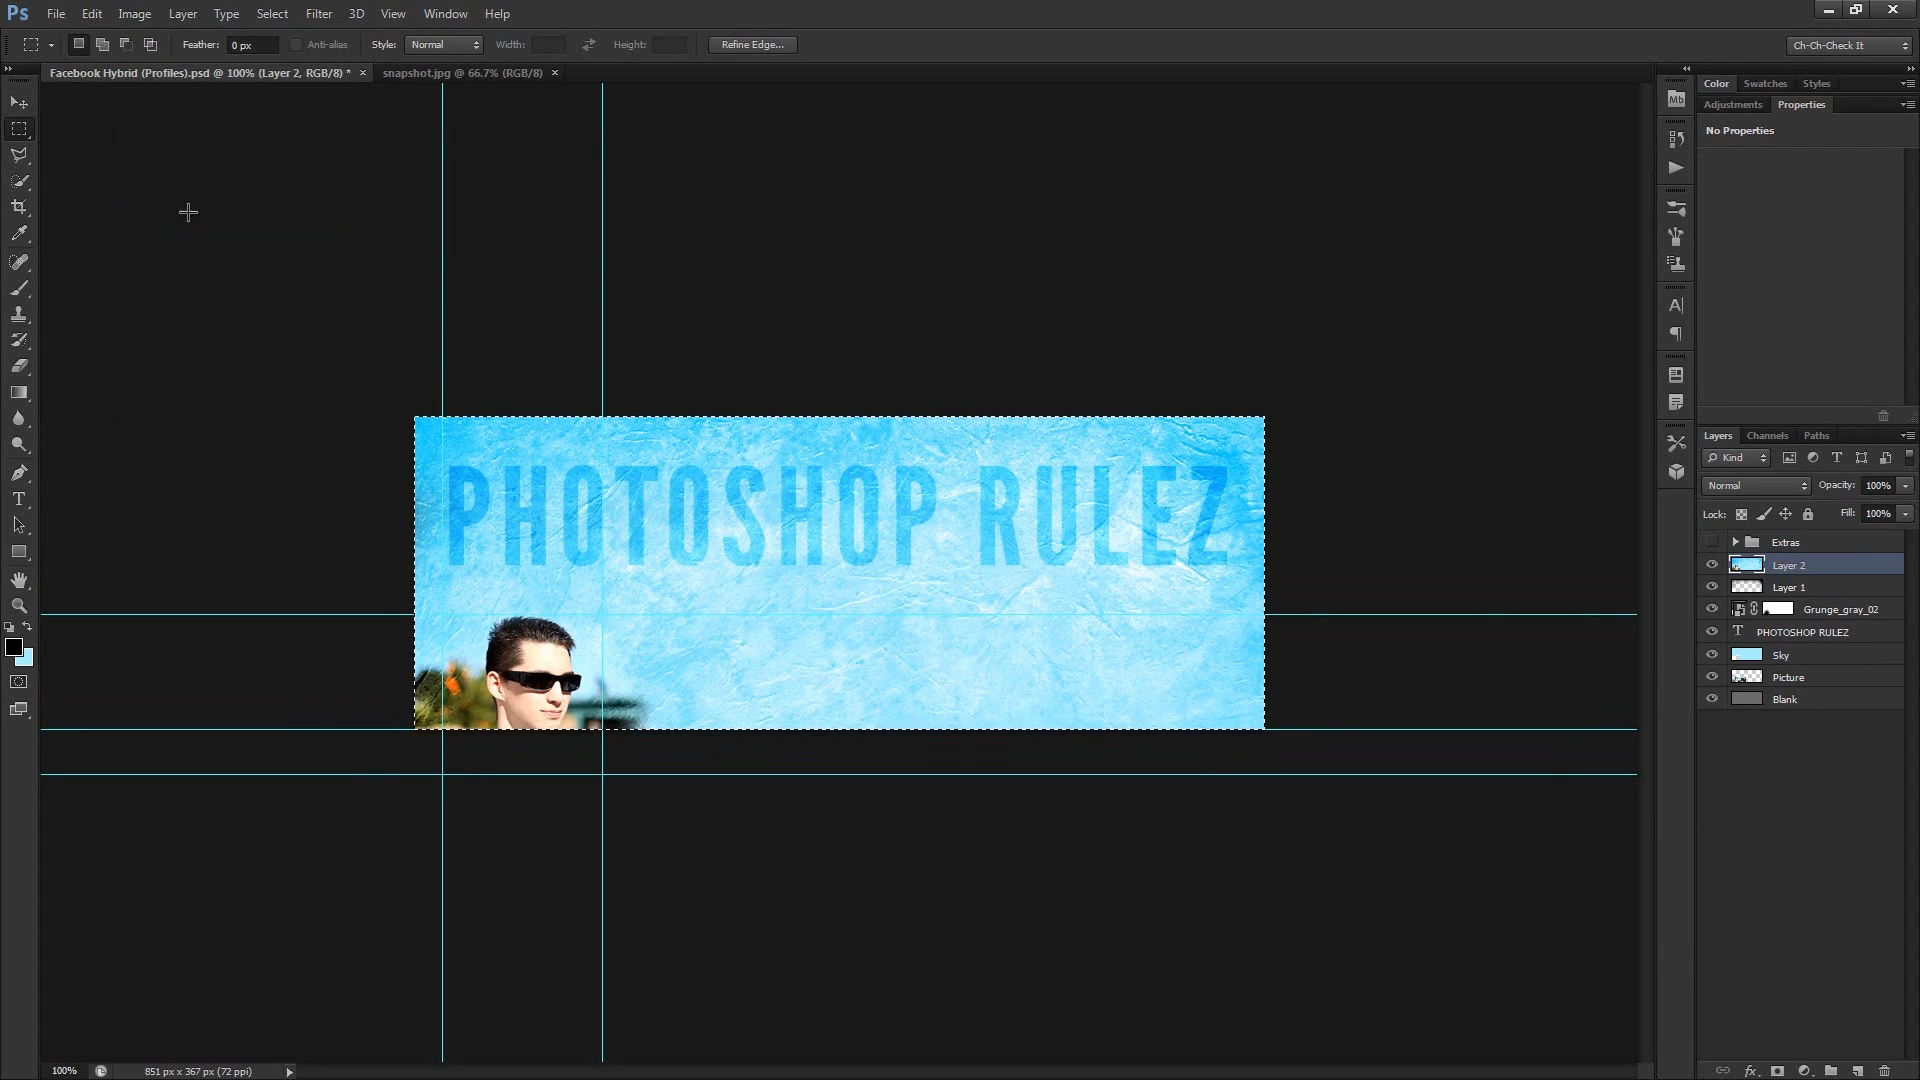 Ps File Edit Image Layer Type Select Filter 3D View Window Help
Feather: 0 px Anti-alias Style: Normal Width: Height: Refine Edge... Ch-Ch-Check It
Facebook Hybrid (Profiles).psd @ 100% (Layer 2, RGB/8) * × snapshot.jpg @ 66.7% (RGB/8) ×
Color Swatches Styles
Adjustments Properties
No Properties
Mb
PHOTOSHOP RULEZ
Layers Channels Paths
Kind
Normal Opacity: 100%
Lock: Fill: 100%
Extras
Layer 2
Layer 1
Grunge_gray_02
T PHOTOSHOP RULEZ
Sky
Picture
Blank
100% 851 px x 367 px (72 ppi)
fx